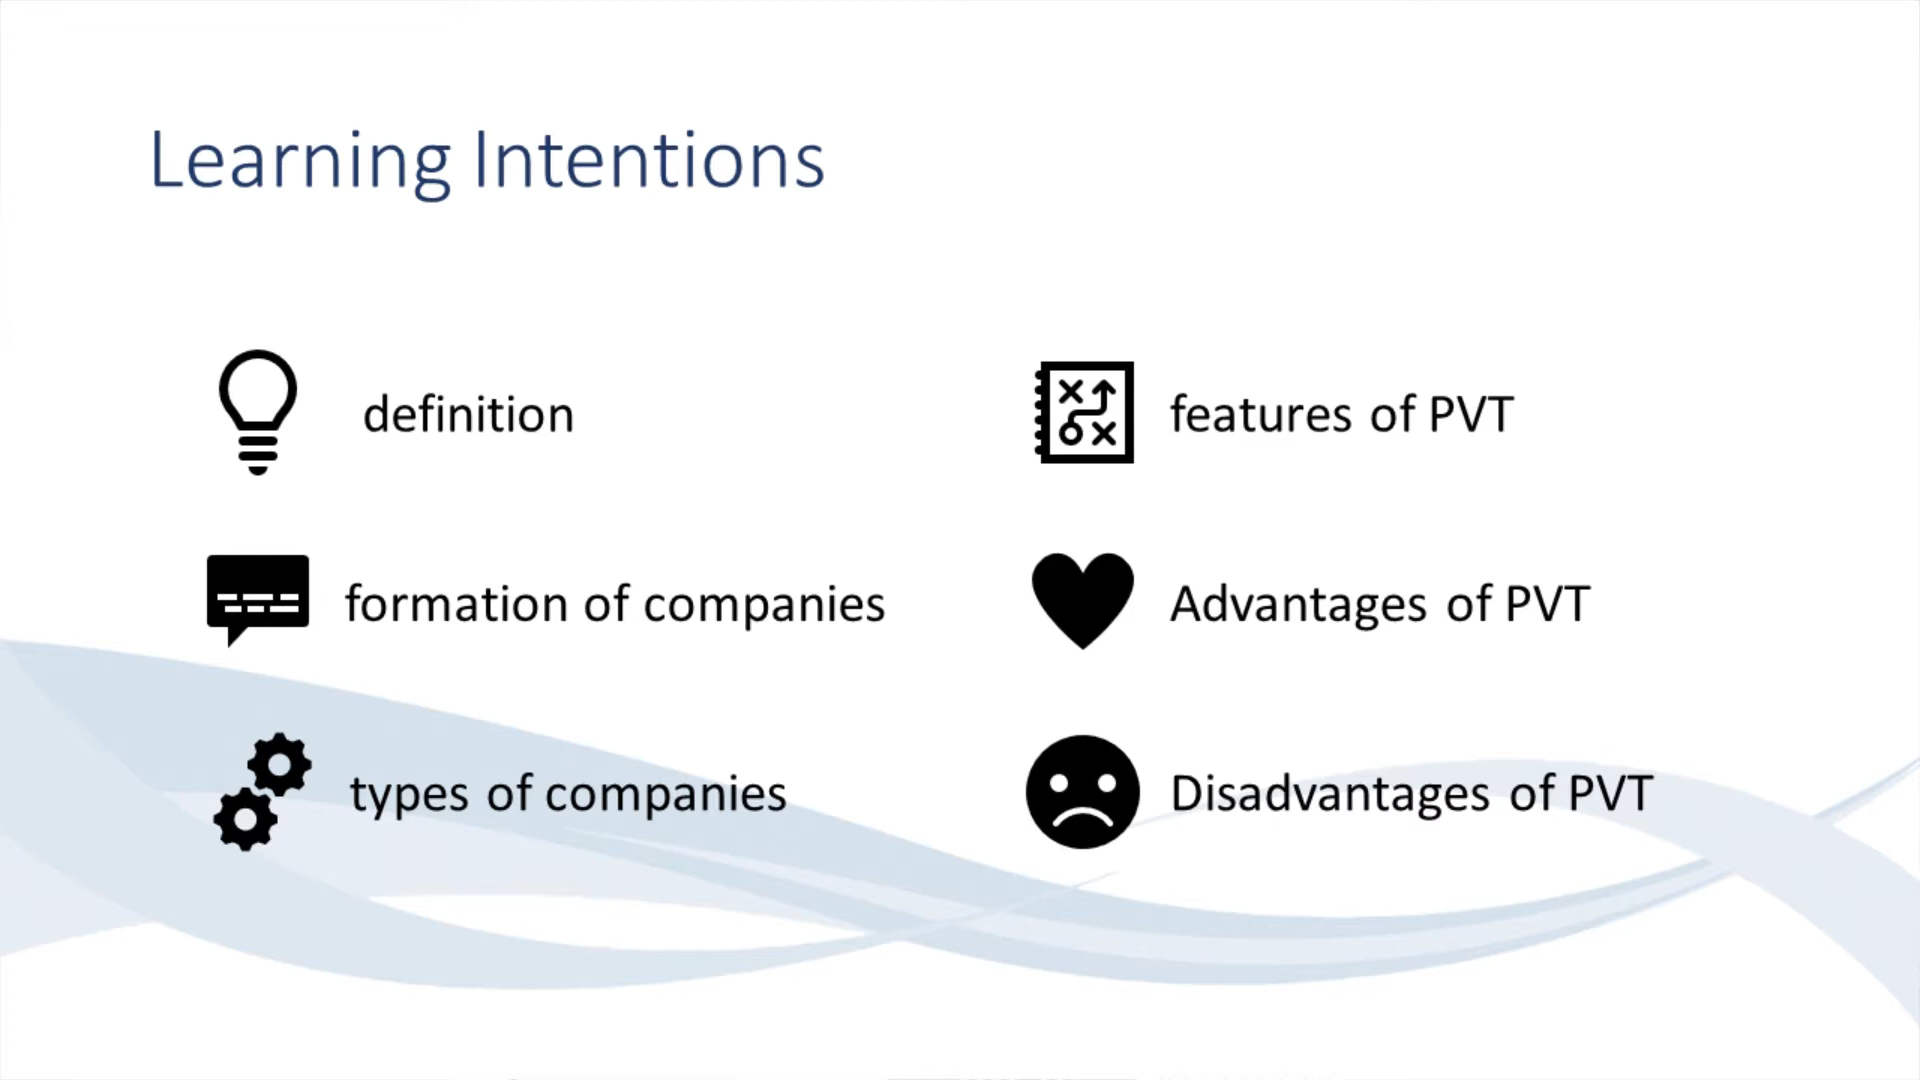 Learning Intentions
definition
formation of companies
types of companies
features of PVT
Advantages of PVT
Disadvantages of PVT